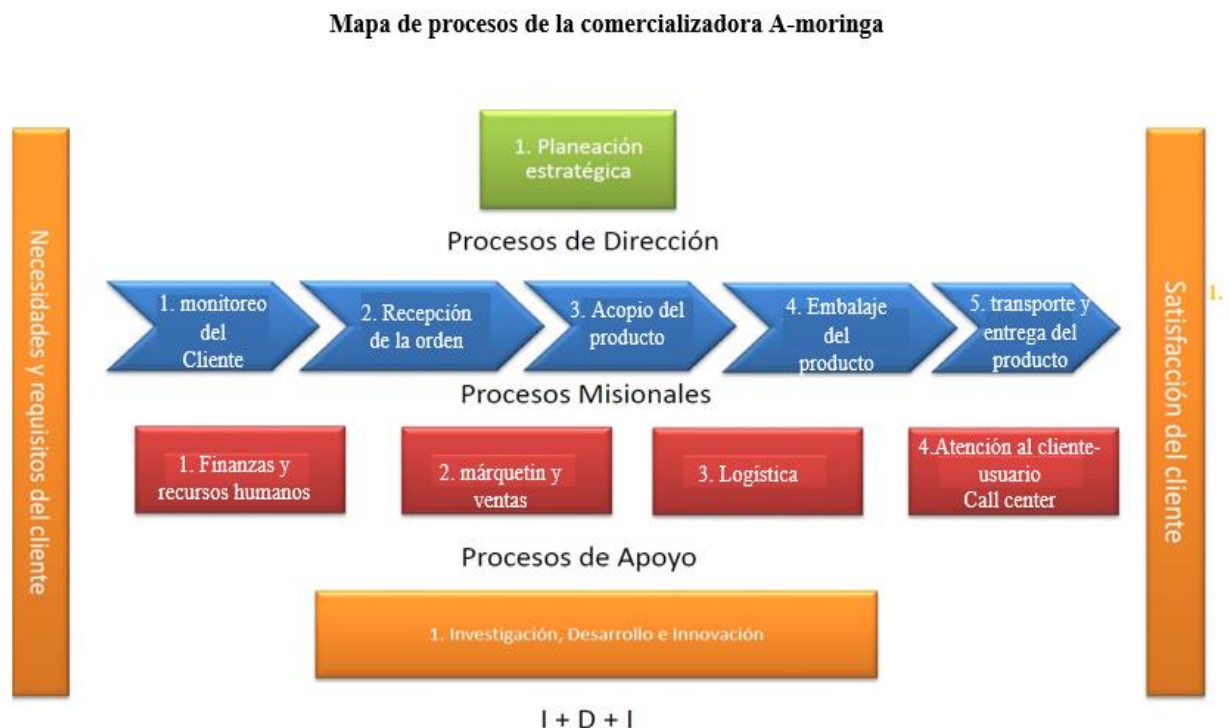 Mapa de procesos de la comercializadora A-moringa
Necesidades y requisitos del cliente
1. Planeación
estratégica
Procesos de Dirección
1. monitoreo
del
Cliente
2. Recepción
de la orden
3. Acopio del
producto
4. Embalaje
del
producto
5. transporte y
entrega del
producto
Procesos Misionales
1. Finanzas y
recursos humanos
2. márquetin y
ventas
3. Logística
4.Atención al cliente-
usuario
Call center
Procesos de Apoyo
1. Investigación, Desarrollo e Innovación
I + D + I
Satisfacción del cliente
1.